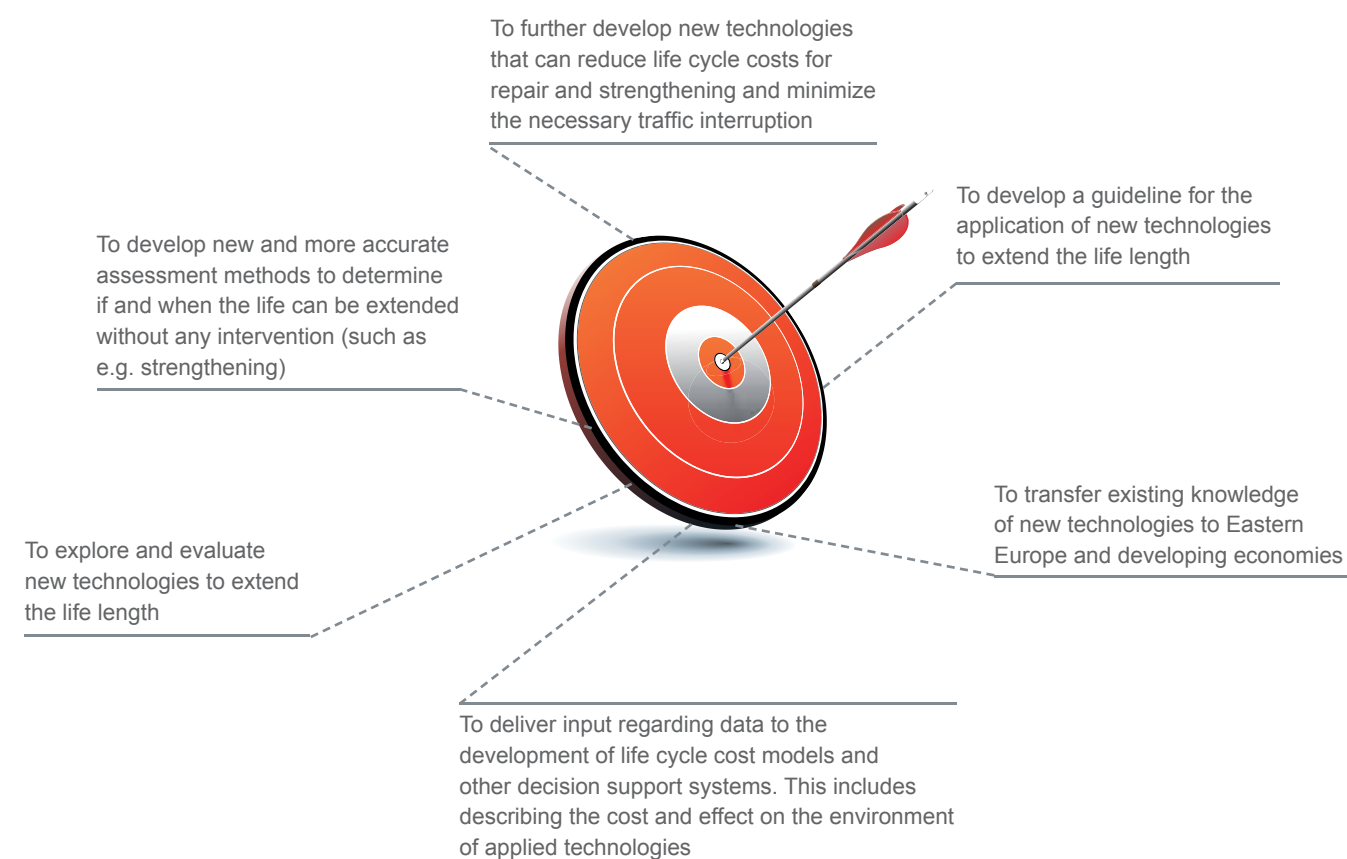 To further develop new technologies
that can reduce life cycle costs for
repair and strengthening and minimize
the necessary traffic interruption
To develop a guideline for the
application of new technologies
to extend the life length
To develop new and more accurate
assessment methods to determine
if and when the life can be extended
without any intervention (such as
e.g. strengthening)
To transfer existing knowledge
of new technologies to Eastern
Europe and developing economies
To explore and evaluate
new technologies to extend
the life length
To deliver input regarding data to the
development of life cycle cost models and
other decision support systems. This includes
describing the cost and effect on the environment
of applied technologies